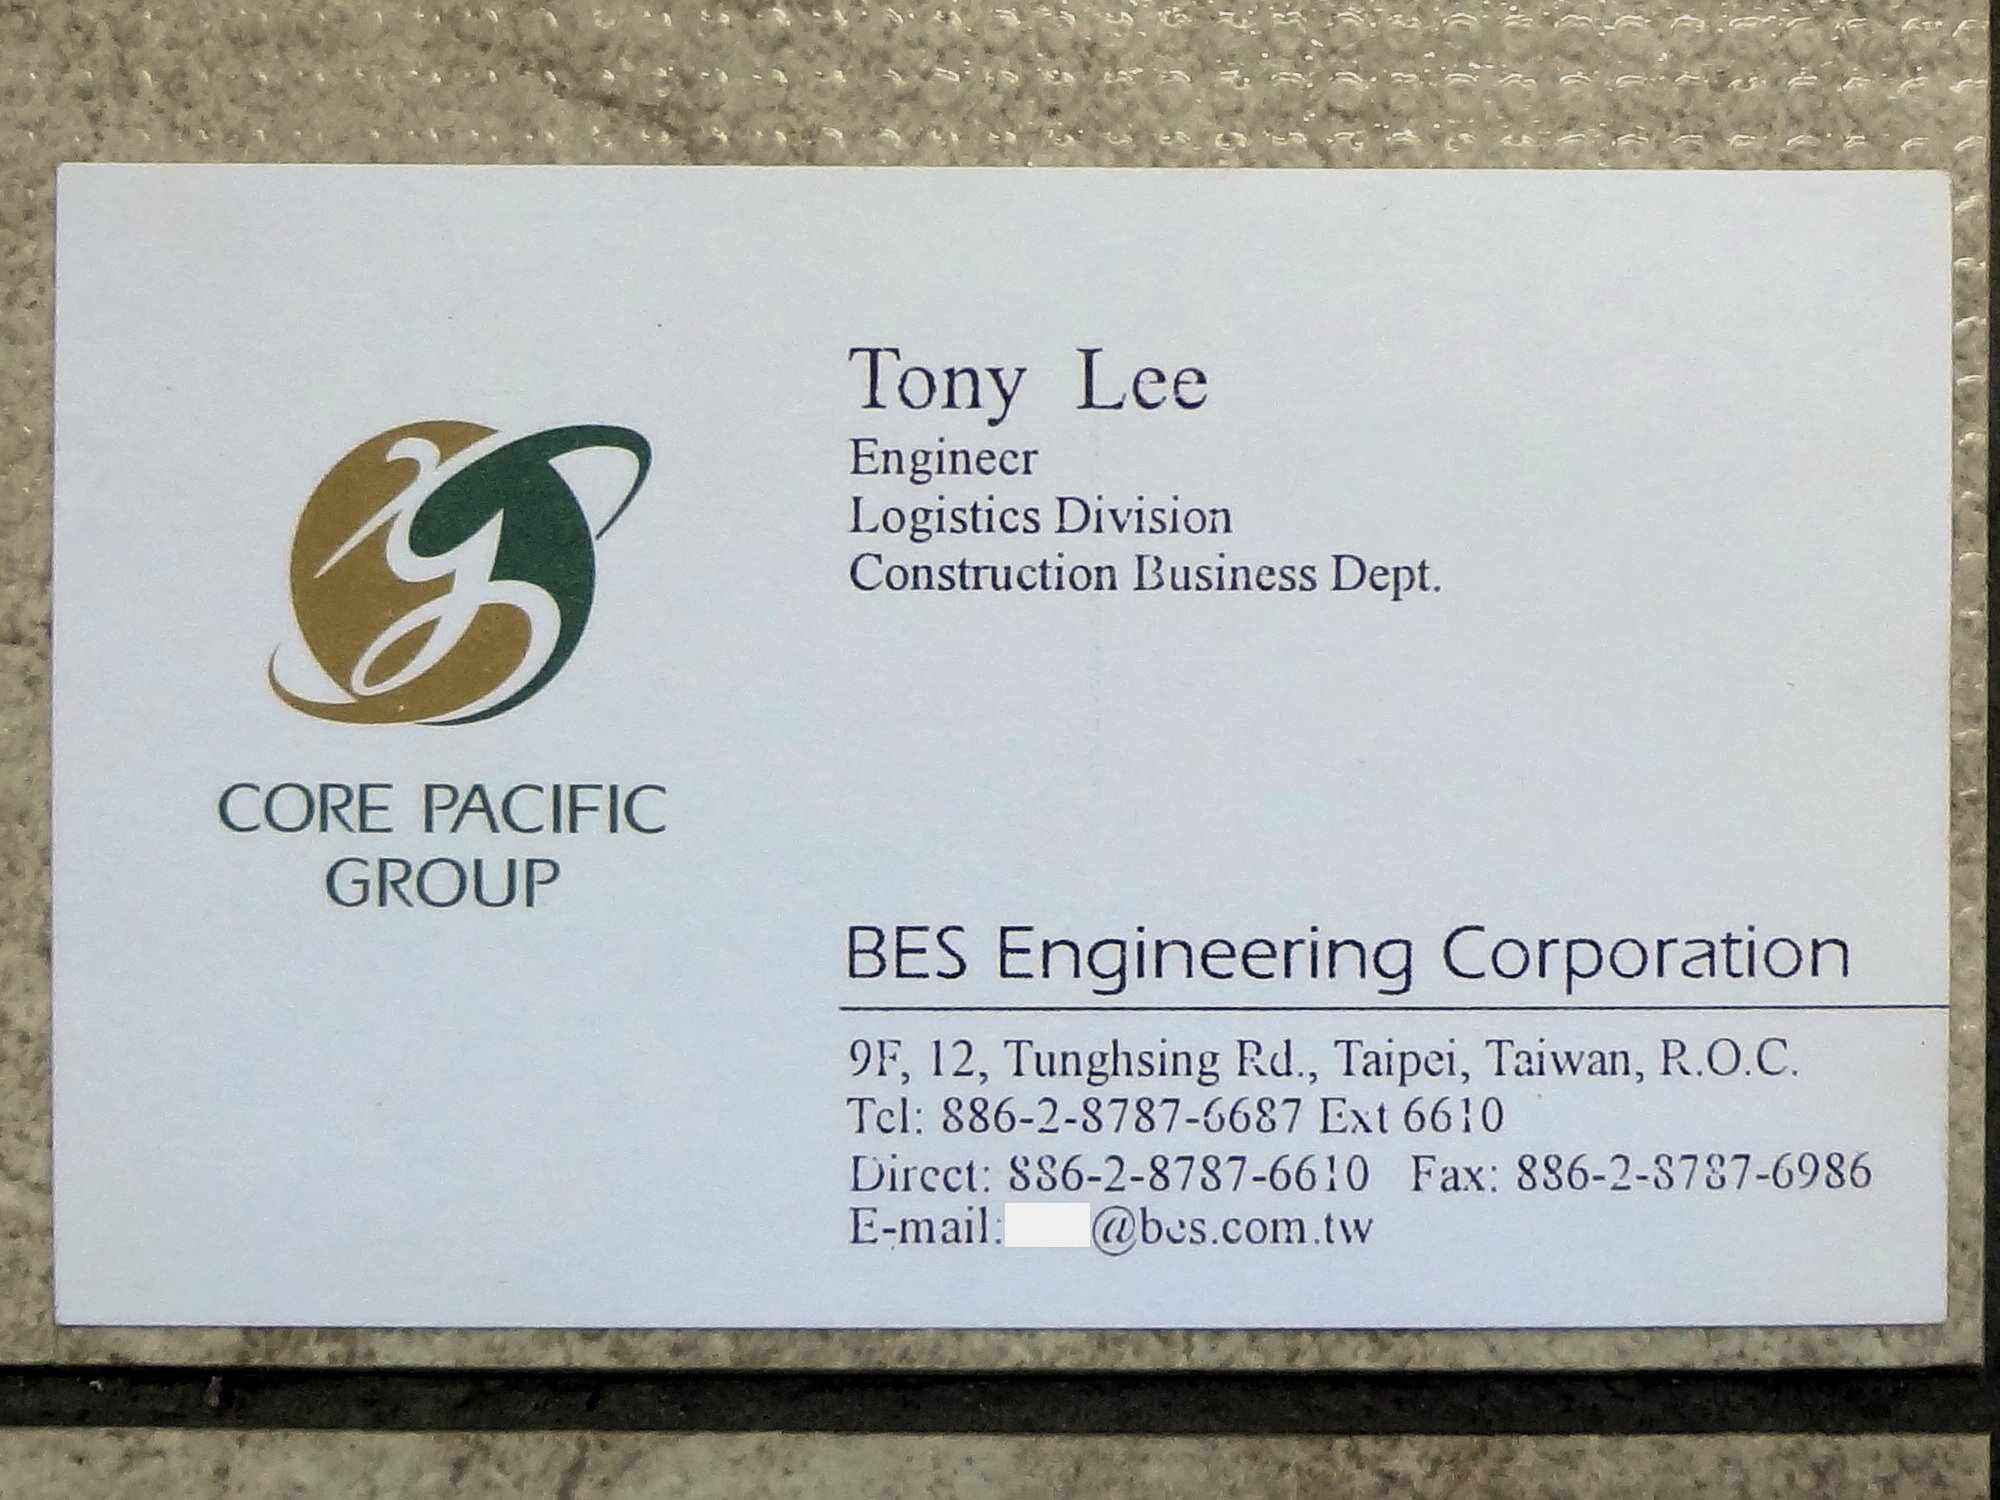 Tony Lee
Engineer
Logistics Division
Construction Business Dept.
CORE PACIFIC
GROUP
BES Engineering Corporation
9F, 12, Tunghsing Rd., Taipei, Taiwan, R.O.C.
Tel: 886-2-8787-6687 Ext 6610
Direct: 886-2-8787-6610 Fax: 886-2-8787-6986
E-mail: @bes.com.tw